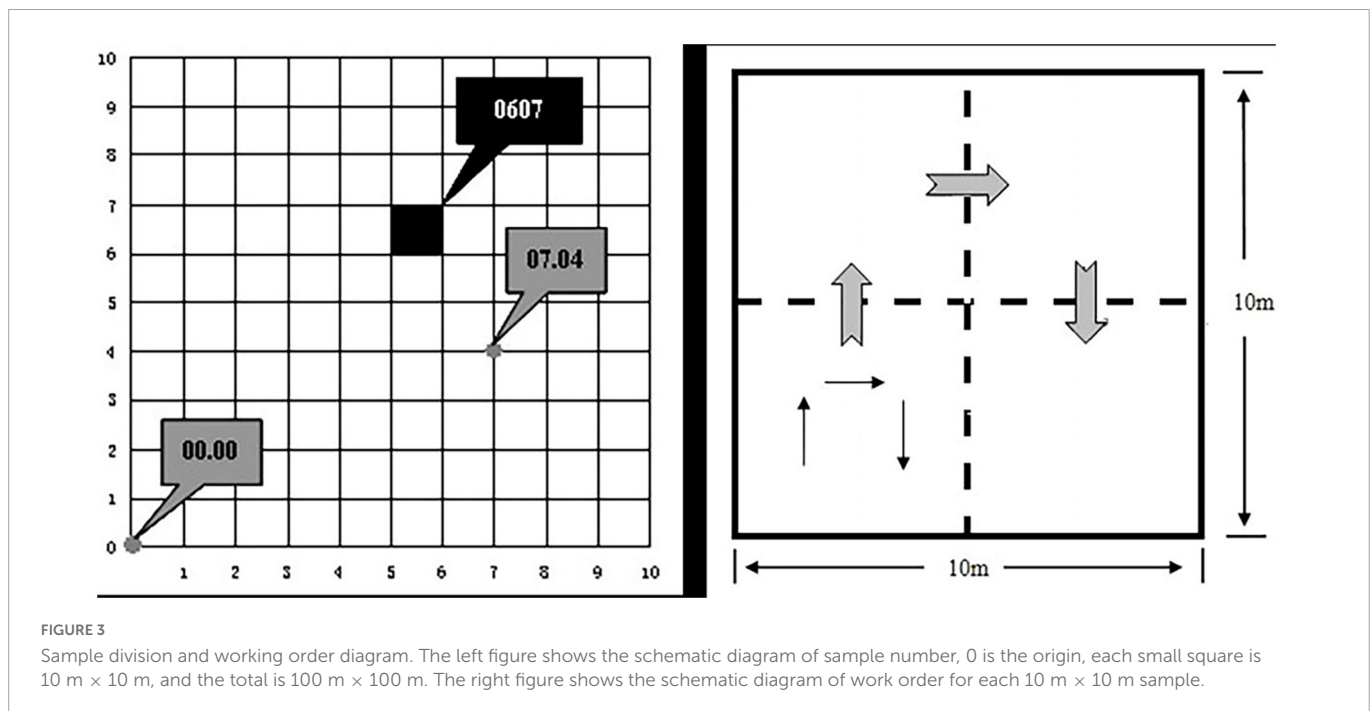 10
9
8
7
6
5
4
3
2
1
0
1 2 3 4 5 6 7 8 9 10
0607
07.04
00.00
10m
10m
FIGURE 3
Sample division and working order diagram. The left figure shows the schematic diagram of sample number, 0 is the origin, each small square is
10 m × 10 m, and the total is 100 m × 100 m. The right figure shows the schematic diagram of work order for each 10 m × 10 m sample.